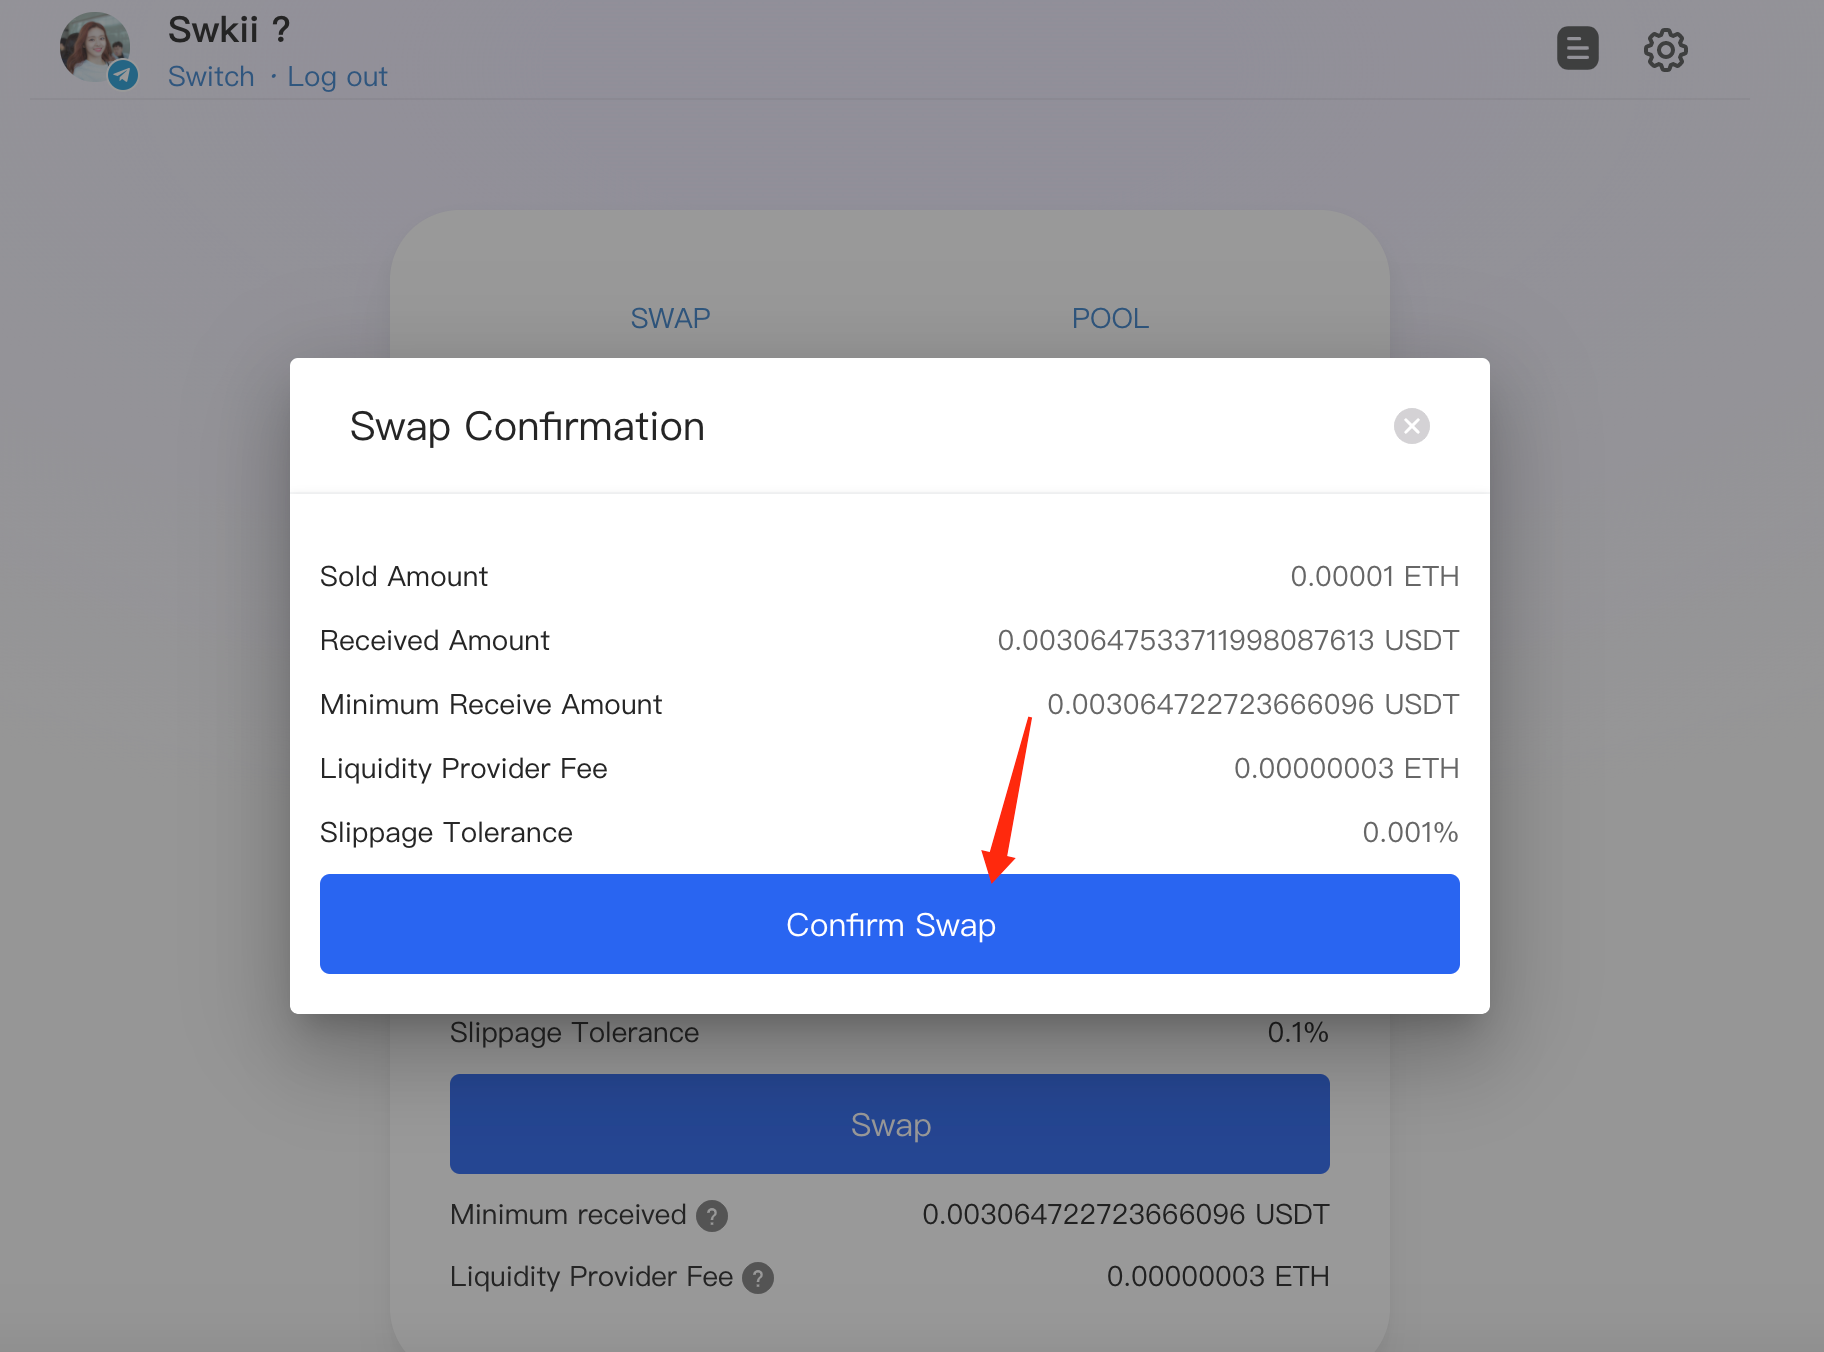 Swkii ?
Switch · Log out
SWAP POOL
Swap Confirmation
Sold Amount 0.00001 ETH
Received Amount 0.0030647533711998087613 USDT
Minimum Receive Amount 0.003064722723666096 USDT
Liquidity Provider Fee 0.00000003 ETH
Slippage Tolerance 0.001%
Confirm Swap
Slippage Tolerance 0.1%
Swap
Minimum received ? 0.003064722723666096 USDT
Liquidity Provider Fee ? 0.00000003 ETH